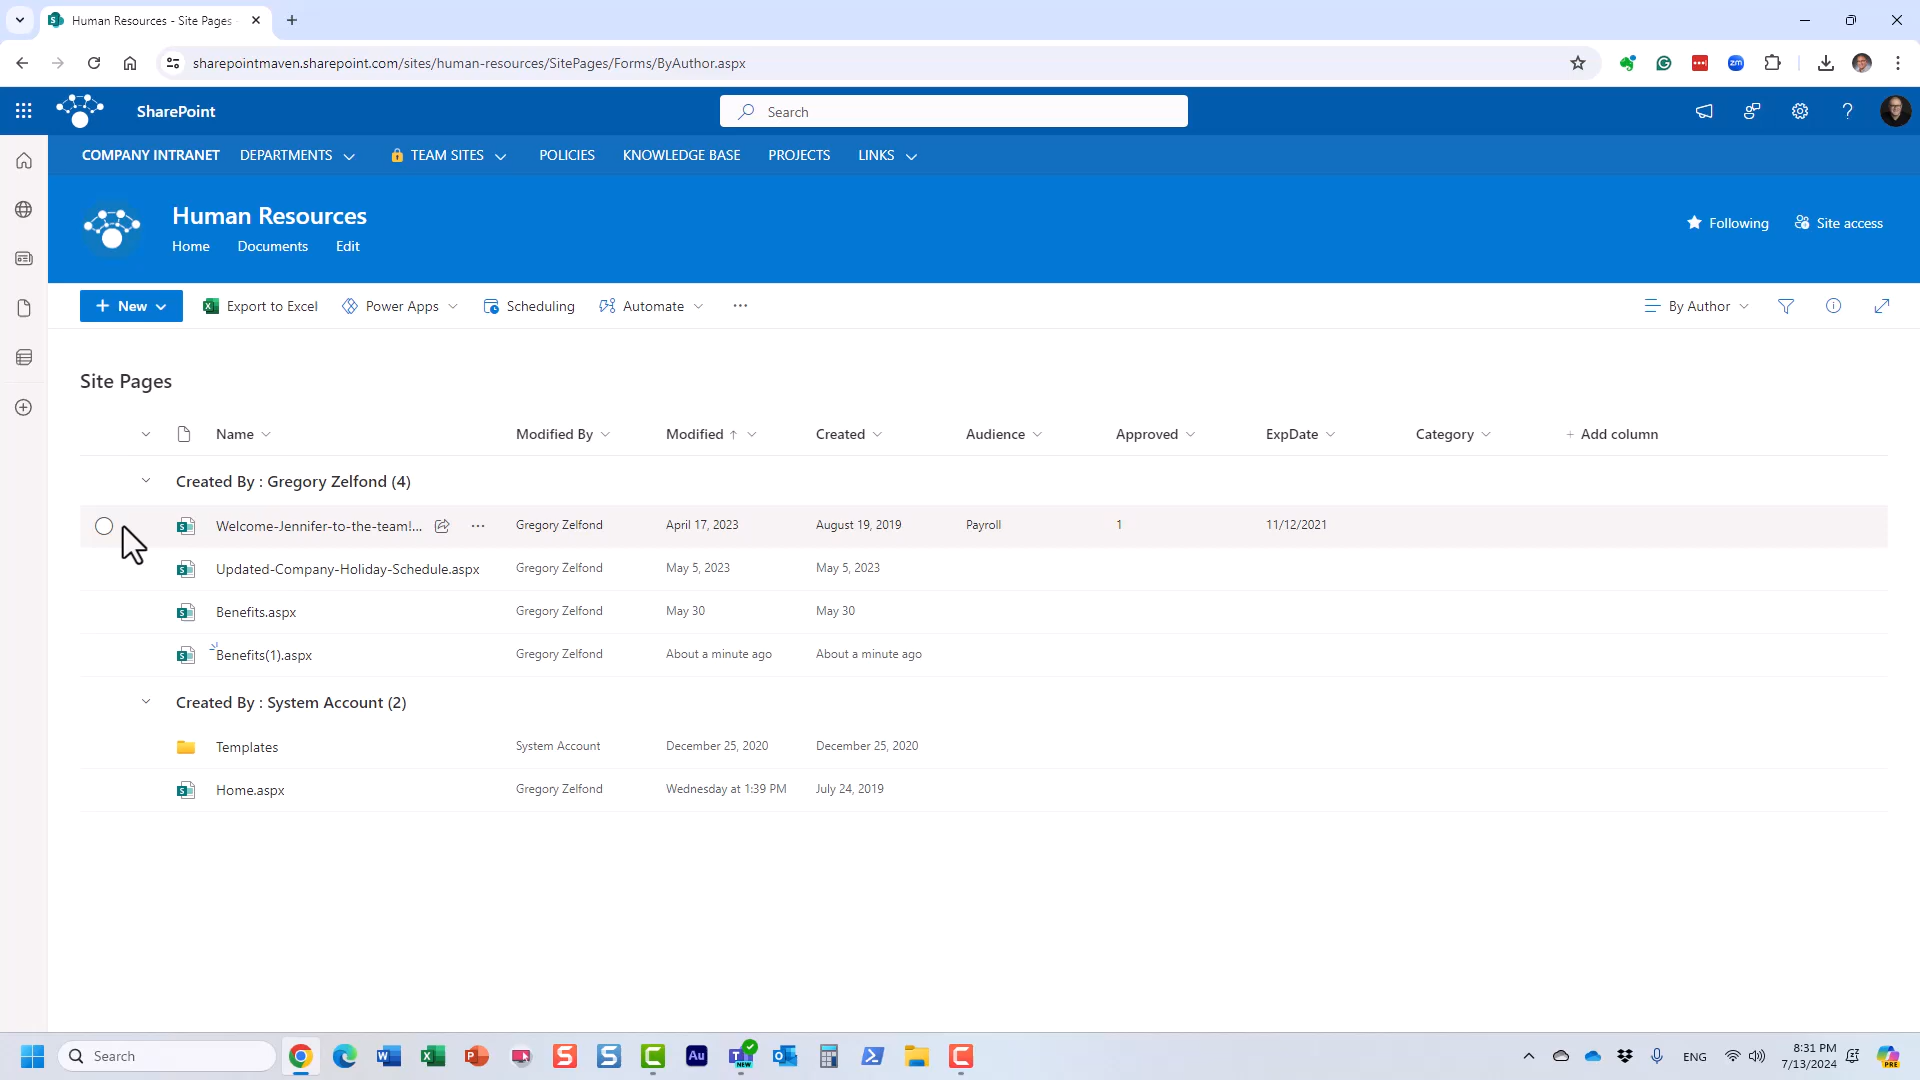 Human Resources - Site Pages
sharepointmaven.sharepoint.com/sites/human-resources/SitePages/Forms/ByAuthor.aspx
SharePoint
Search
COMPANY INTRANET DEPARTMENTS TEAM SITES POLICIES KNOWLEDGE BASE PROJECTS LINKS
Human Resources
Home Documents Edit
Following Site access
+ New Export to Excel Power Apps Scheduling Automate ... By Author
Site Pages
Name Modified By Modified ↑ Created Audience Approved ExpDate Category + Add column
Created By : Gregory Zelfond (4)
Welcome-Jennifer-to-the-team!... Gregory Zelfond April 17, 2023 August 19, 2019 Payroll 1 11/12/2021
Updated-Company-Holiday-Schedule.aspx Gregory Zelfond May 5, 2023 May 5, 2023
Benefits.aspx Gregory Zelfond May 30 May 30
Benefits(1).aspx Gregory Zelfond About a minute ago About a minute ago
Created By : System Account (2)
Templates System Account December 25, 2020 December 25, 2020
Home.aspx Gregory Zelfond Wednesday at 1:39 PM July 24, 2019
Search ENG 8:31 PM
7/13/2024